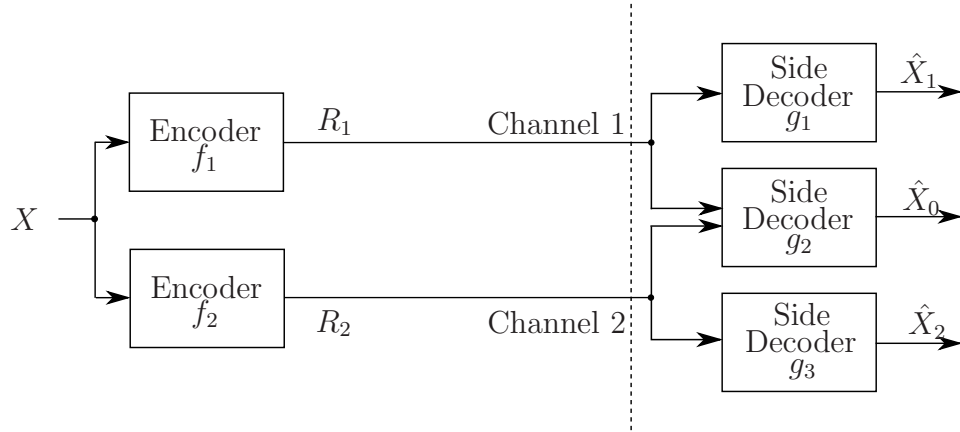 X
Encoder
f₁
R₁
Channel 1
Encoder
f₂
R₂
Channel 2
Side
Decoder
g₁
X̂₁
Side
Decoder
g₂
X̂₀
Side
Decoder
g₃
X̂₂